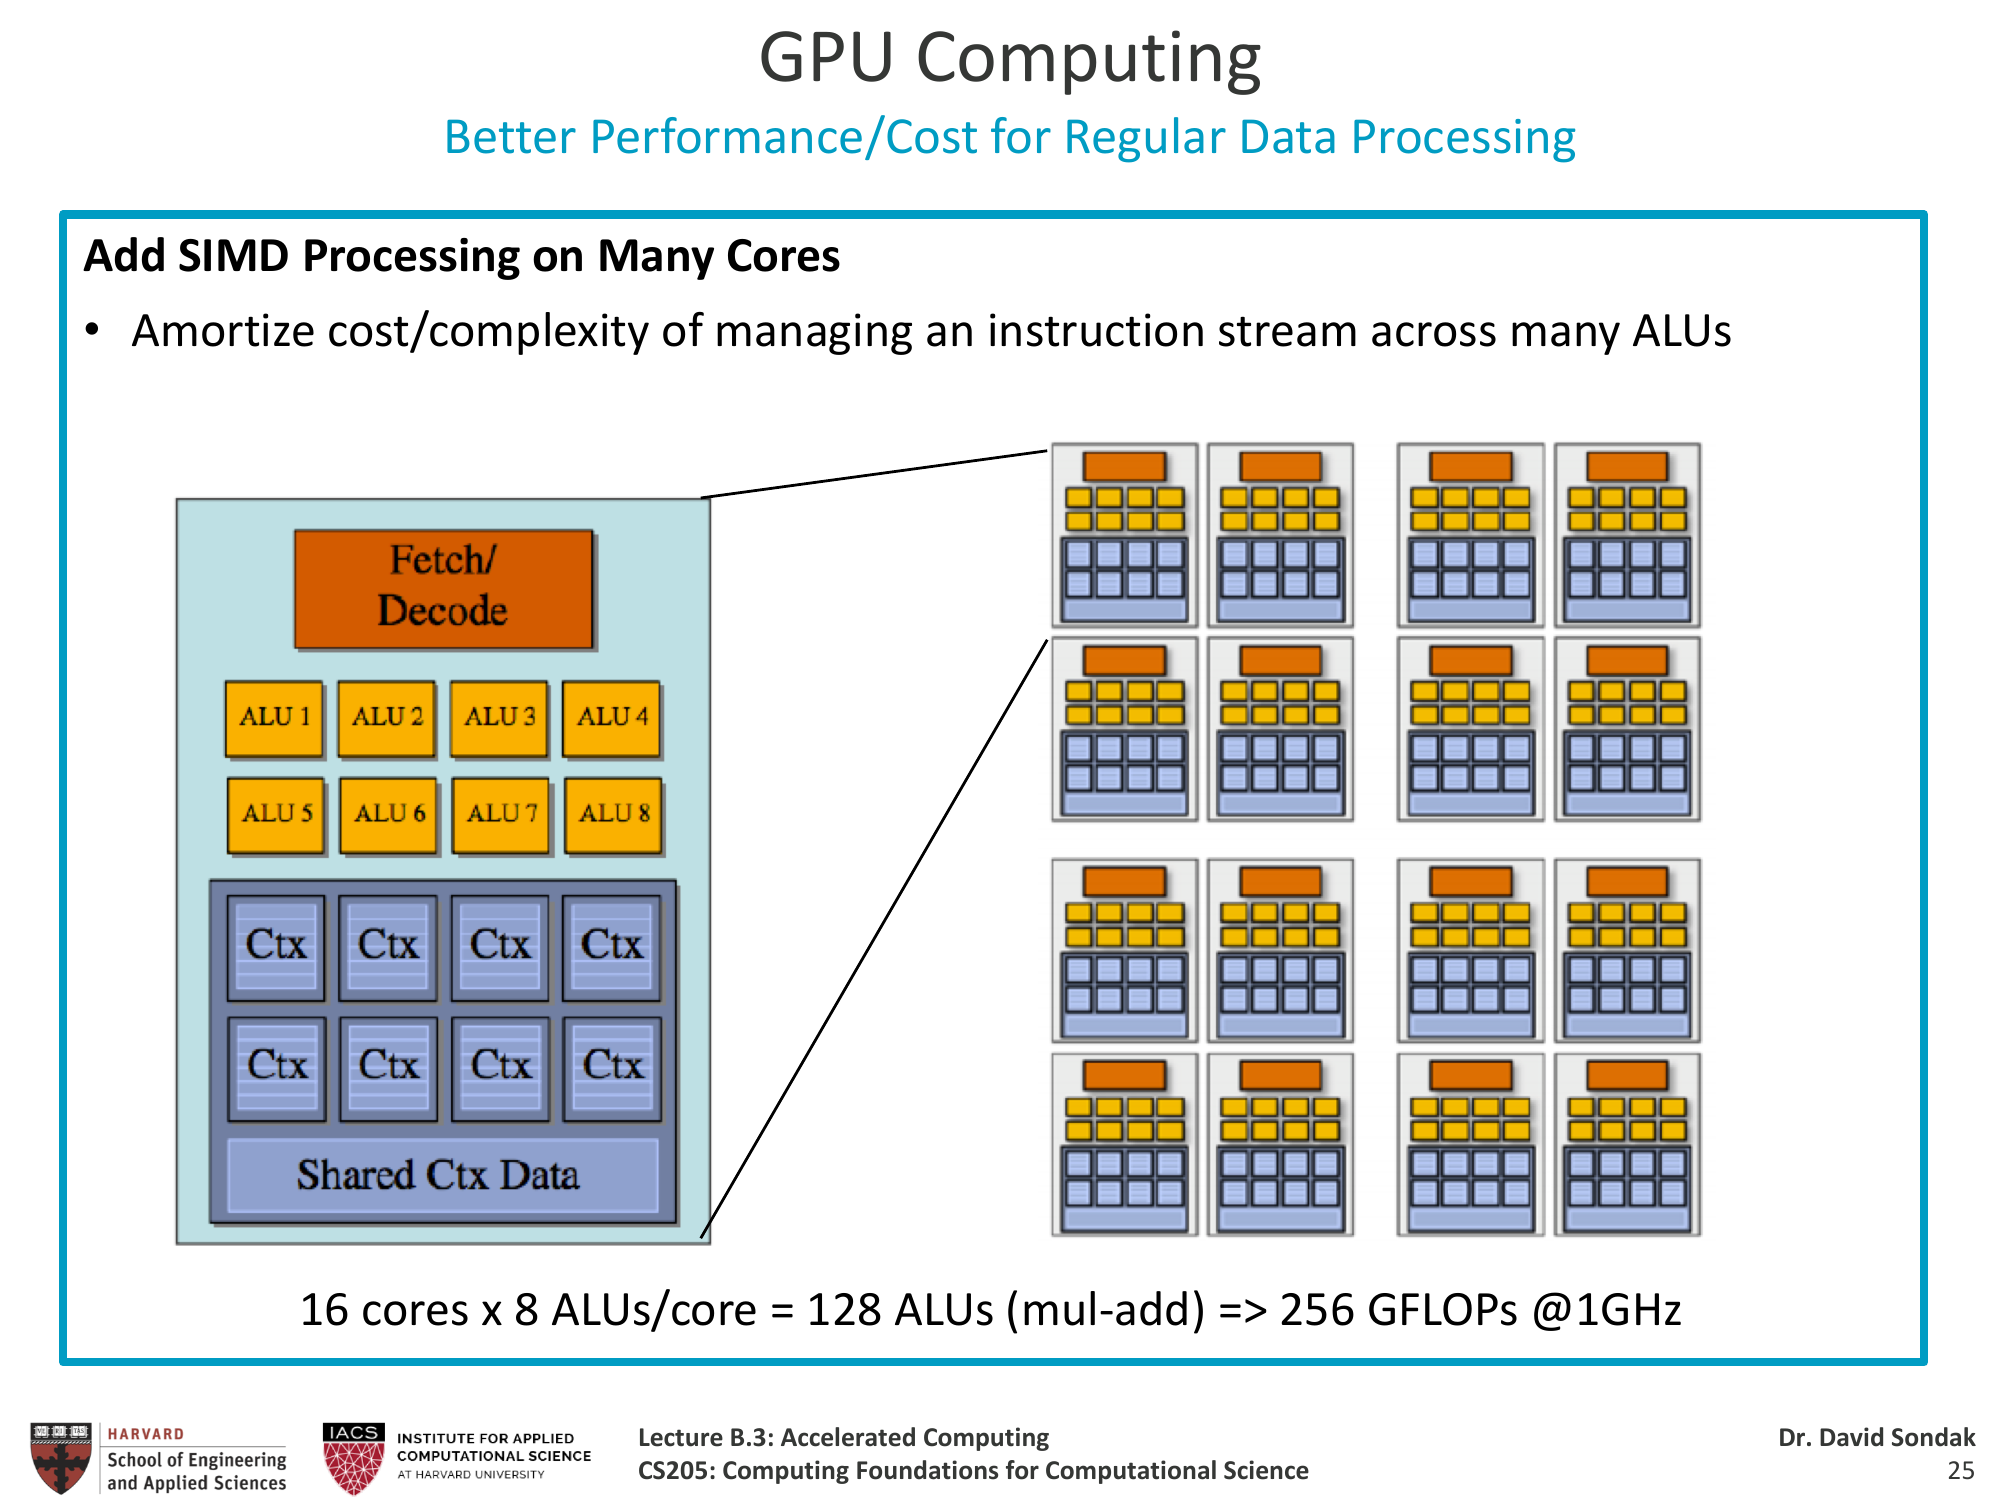 GPU Computing
Better Performance/Cost for Regular Data Processing
Add SIMD Processing on Many Cores
• Amortize cost/complexity of managing an instruction stream across many ALUs
Fetch/
Decode
ALU 1 ALU 2 ALU 3 ALU 4
ALU 5 ALU 6 ALU 7 ALU 8
Ctx Ctx Ctx Ctx
Ctx Ctx Ctx Ctx
Shared Ctx Data
16 cores x 8 ALUs/core = 128 ALUs (mul-add) => 256 GFLOPs @1GHz
HARVARD
School of Engineering
and Applied Sciences
IACS
INSTITUTE FOR APPLIED
COMPUTATIONAL SCIENCE
AT HARVARD UNIVERSITY
Lecture B.3: Accelerated Computing
CS205: Computing Foundations for Computational Science
Dr. David Sondak
25